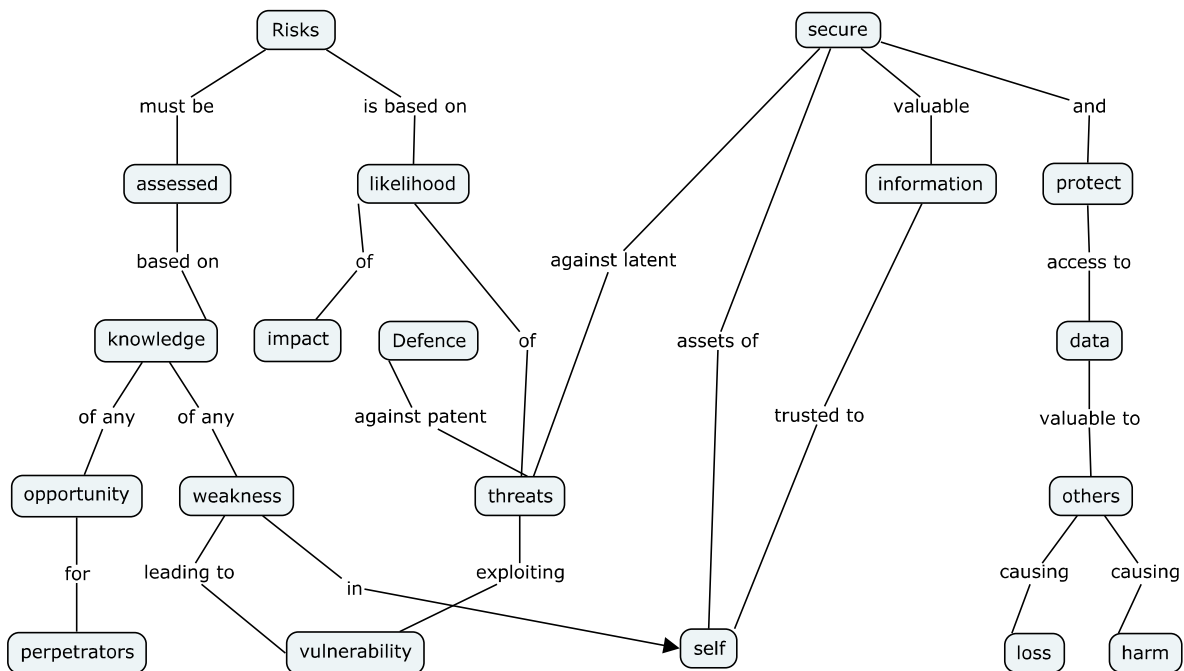 Risks
secure
must be
is based on
valuable
and
assessed
likelihood
information
protect
based on
of
against latent
access to
knowledge
impact
Defence
of
assets of
data
of any
of any
against patent
trusted to
valuable to
opportunity
weakness
threats
others
for
leading to
in
exploiting
causing
causing
perpetrators
vulnerability
self
loss
harm